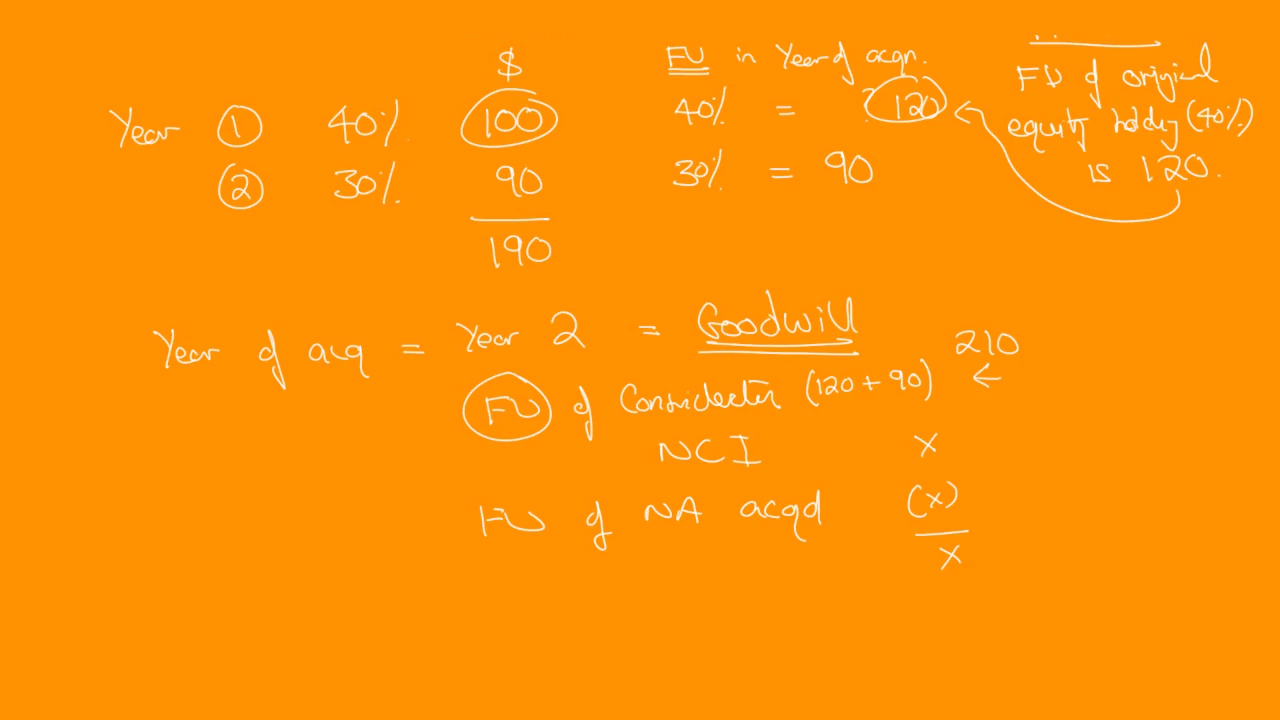 $
Year ① 40% 100
② 30% 90
190
FV in Year of acqn.
40% = ? 120
30% = 90
FV of original
equity holding (40%)
is 120.
Year of acq = Year 2 = Goodwill
FV of Consideration (120 + 90) 210 ←
NCI x
FV of NA acqd (x)
x